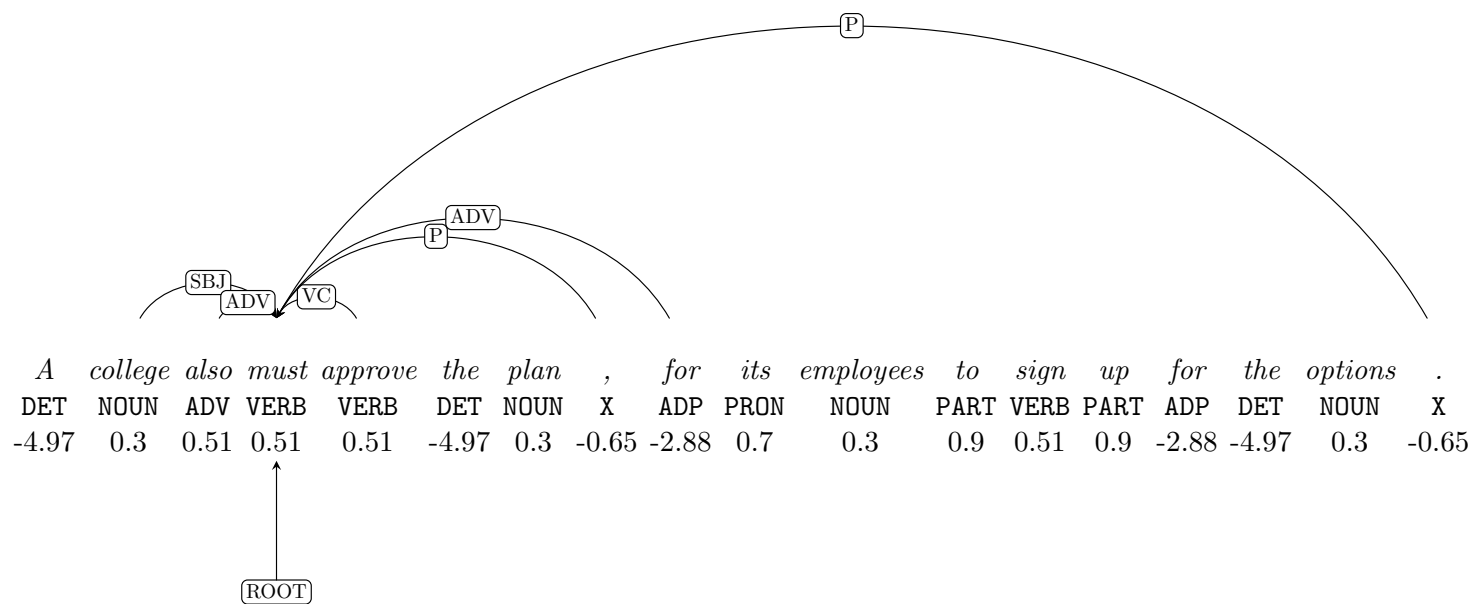 P
ADV
P
SBJ
ADV VC
A college also must approve the plan , for its employees to sign up for the options .
DET NOUN ADV VERB VERB DET NOUN X ADP PRON NOUN PART VERB PART ADP DET NOUN X
-4.97 0.3 0.51 0.51 0.51 -4.97 0.3 -0.65 -2.88 0.7 0.3 0.9 0.51 0.9 -2.88 -4.97 0.3 -0.65
ROOT